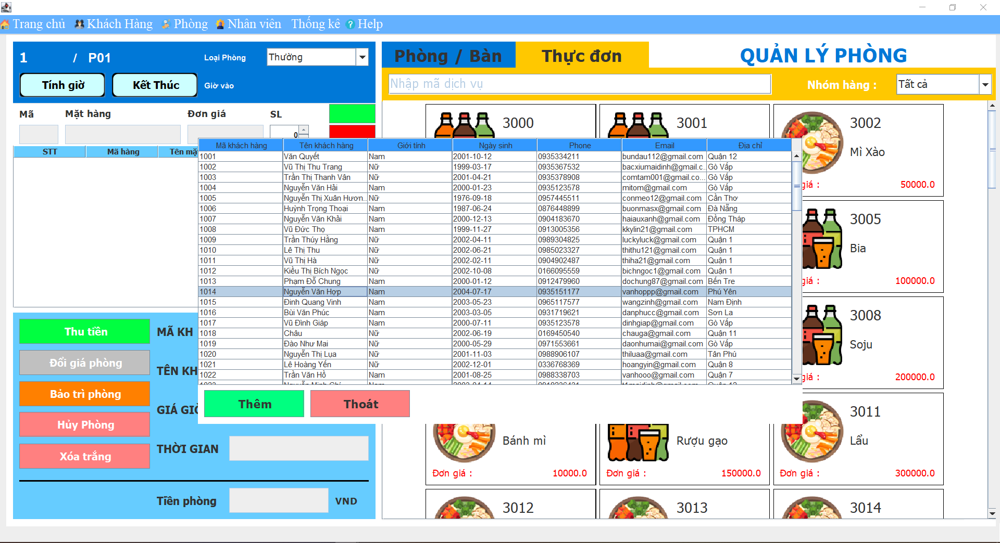 Trang chủ Khách Hàng Phòng Nhân viên Thống kê Help
1 / P01 Loại Phòng Thường
Tính giờ Kết Thúc Giờ vào
Mã Mặt hàng Đơn giá SL
0
STT Mã hàng Tên mặ
Phòng / Bàn Thực đơn QUẢN LÝ PHÒNG
Nhập mã dịch vụ Nhóm hàng : Tất cả
3000 3001 3002
Mì Xào
giá : 50000.0
3005
Bia
giá : 100000.0
3008
Soju
giá : 200000.0
Mã khách hàng Tên khách hàng Giới tính Ngày sinh Phone Email Địa chỉ
1001 Văn Quyết Nam 2001-10-12 0935334211 bundau112@gmail.com Quận 12
1002 Vũ Thị Thu Trang Nữ 1999-03-17 0935367532 bacxiumaidinh@gmail.c... Gò Vấp
1003 Trần Thị Thanh Vân Nữ 2001-04-21 0935378908 comtam001@gmail.co... Gò Vấp
1004 Nguyễn Văn Hải Nam 2000-01-23 0935123578 mitom@gmail.com Gò Vấp
1005 Nguyễn Thị Xuân Hươn... Nữ 1976-09-18 0957445511 conmeo12@gmail.com Cần Thơ
1006 Huỳnh Trọng Thoại Nam 1987-06-24 0876448899 buonmasx@gmail.com Đà Nẵng
1007 Nguyễn Văn Khải Nam 2000-12-13 0904183670 haiauxanh@gmail.com Đồng Tháp
1008 Vũ Đức Thọ Nam 1999-11-27 0913005356 kkylin21@gmail.com TPHCM
1009 Trần Thúy Hằng Nữ 2002-04-11 0989304825 luckyluck@gmail.com Quận 1
1010 Lê Thị Thu Nữ 2002-06-21 0985023327 thithu121@gmail.com Quận 1
1011 Vũ Thị Hà Nữ 2002-02-11 0904902487 thiha21@gmail.com Quận 1
1012 Kiều Thị Bích Ngọc Nữ 2002-10-08 0166095559 bichngoc1@gmail.com Quận 1
1013 Phạm Đỗ Chung Nam 2000-01-12 0912479960 dochung87@gmail.com Bến Tre
1014 Nguyễn Văn Hợp Nam 2004-07-17 0935151177 vanhoppp@gmail.com Phú Yên
1015 Đinh Quang Vinh Nam 2003-05-23 0965117577 wangzinh@gmail.com Nam Định
1016 Bùi Văn Phúc Nam 2003-03-05 0931719621 danphucc@gmail.com Sơn La
1017 Vũ Đình Giáp Nam 2000-07-11 0935123578 dinhgiap@gmail.com Gò Vấp
1018 Châu Nữ 2002-06-19 0169450540 chauga@gmail.com Quận 11
1019 Đào Như Mai Nữ 2000-05-29 0971553661 daonhumai@gmail.com Gò Vấp
1020 Nguyễn Thị Lụa Nữ 2001-11-03 0988906107 thiluaa@gmail.com Tân Phú
1021 Lê Hoàng Yến Nữ 2002-12-01 0336768369 hoangyin@gmail.com Quận 8
1022 Trần Văn Hồ Nam 2001-08-25 0988338703 vanhooo@gmail.com Quận 7
Thêm Thoát
Thu tiền MÃ KH
Đổi giá phòng TÊN KH
Bảo trì phòng
GIÁ GIỜ
Hủy Phòng
Xóa trắng THỜI GIAN
Tiền phòng VND
Bánh mì
Đơn giá : 10000.0
Rượu gạo
Đơn giá : 150000.0
3011
Lẩu
Đơn giá : 300000.0
3012 3013 3014